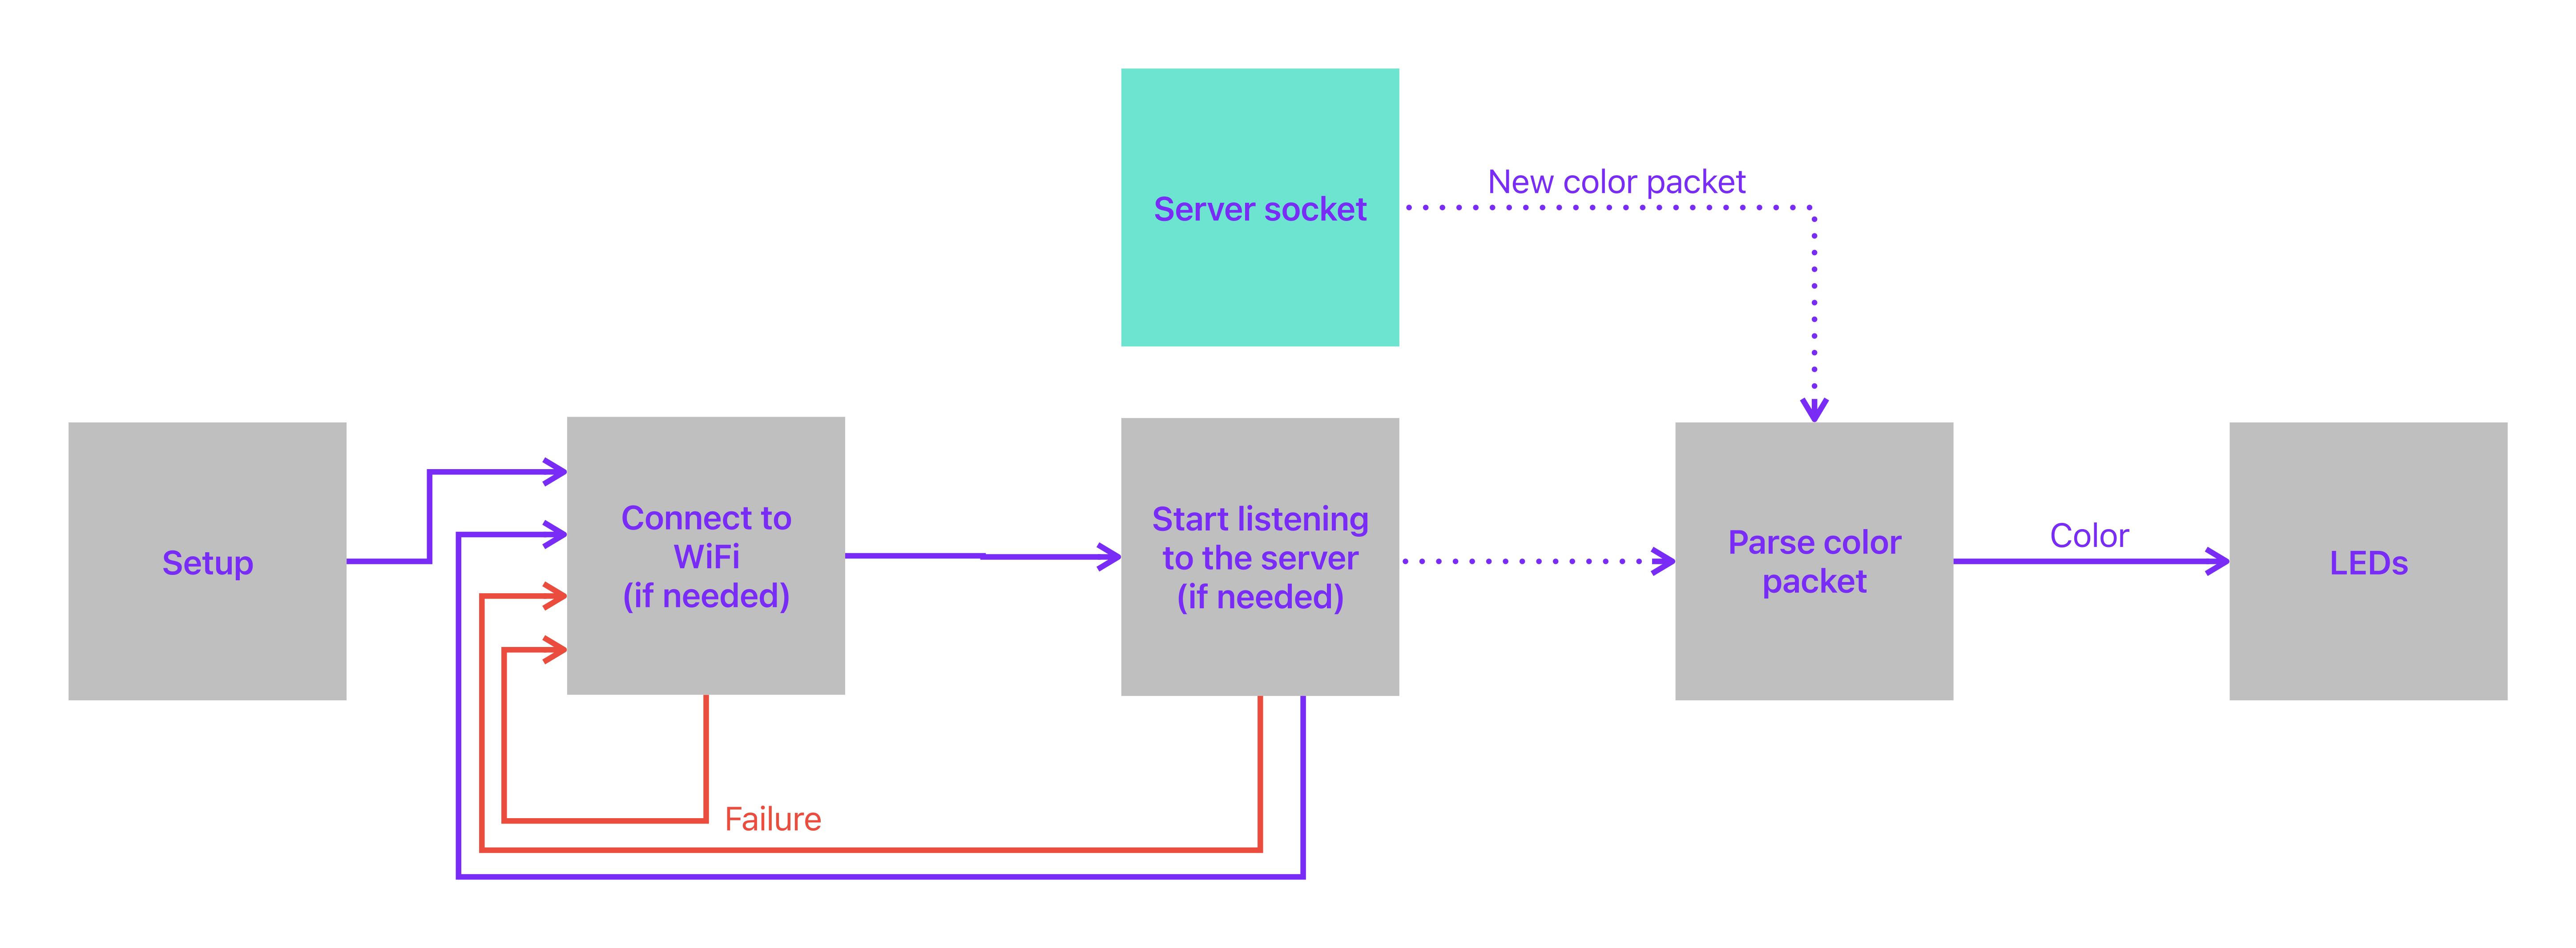 New color packet
Server socket
Setup
Connect to
WiFi
(if needed)
Start listening
to the server
(if needed)
Parse color
packet
Color
LEDs
Failure